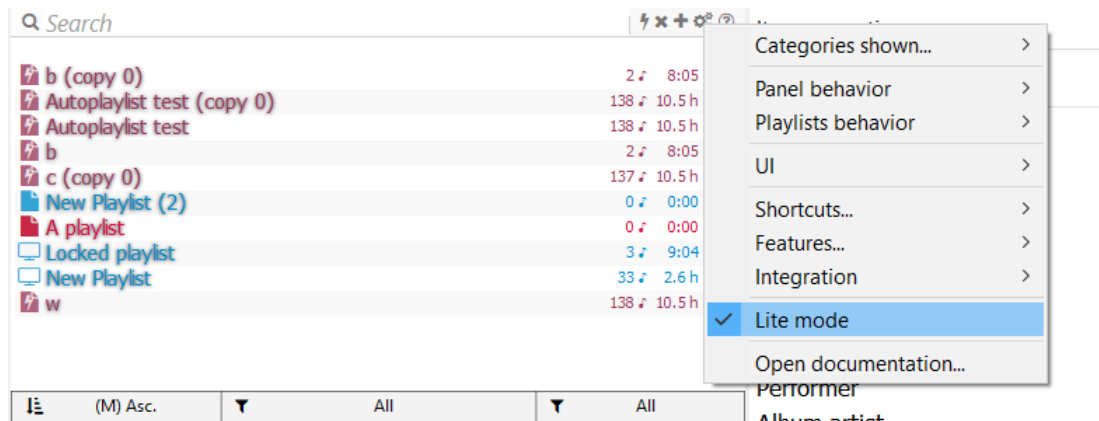 Search
b (copy 0) 2 8:05
Autoplaylist test (copy 0) 138 10.5 h
Autoplaylist test 138 10.5 h
b 2 8:05
c (copy 0) 137 10.5 h
New Playlist (2) 0 0:00
A playlist 0 0:00
Locked playlist 3 9:04
New Playlist 33 2.6 h
w 138 10.5 h
(M) Asc. All All
Categories shown...
Panel behavior
Playlists behavior
UI
Shortcuts...
Features...
Integration
Lite mode
Open documentation...
Performer
Album artist